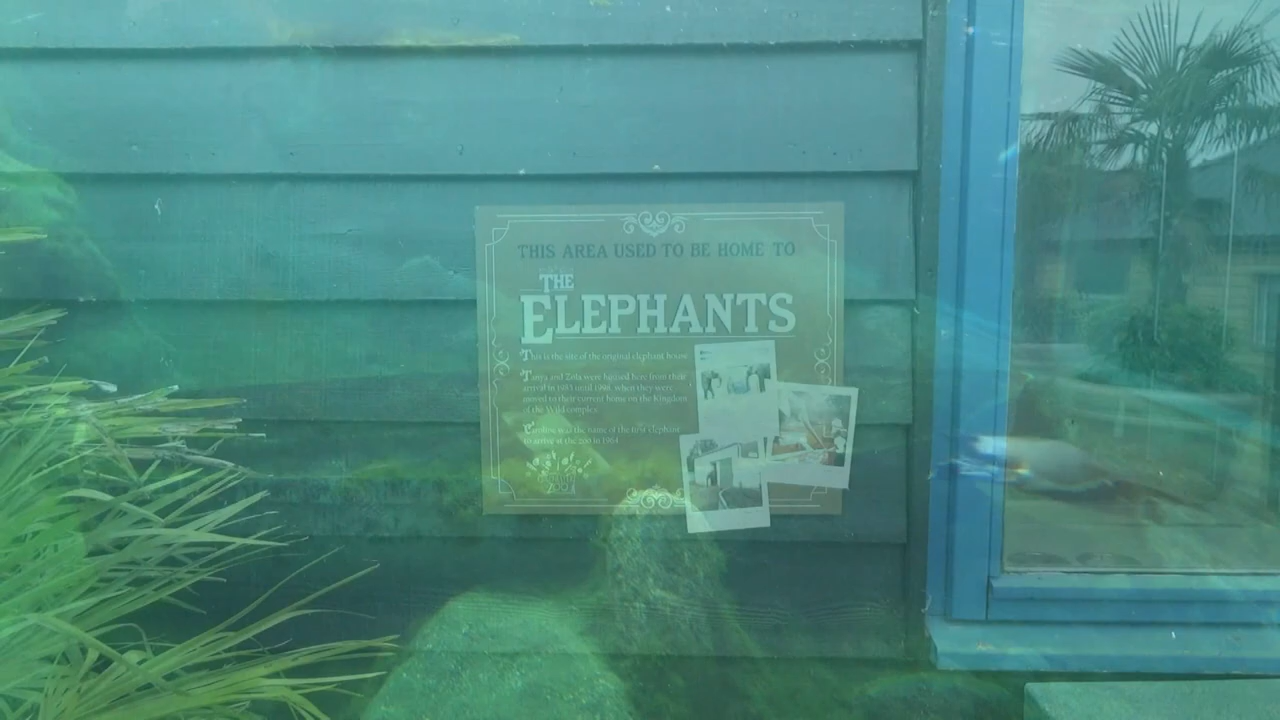 THIS AREA USED TO BE HOME TO
THE
ELEPHANTS
This is the site of the original elephant house
Tanya and Zola were housed here from their
arrival in 1983 until 1998, when they were
moved to their current home on the Kingdom
of the Wild complex
Caroline was the name of the first elephant
to arrive at the zoo in 1964